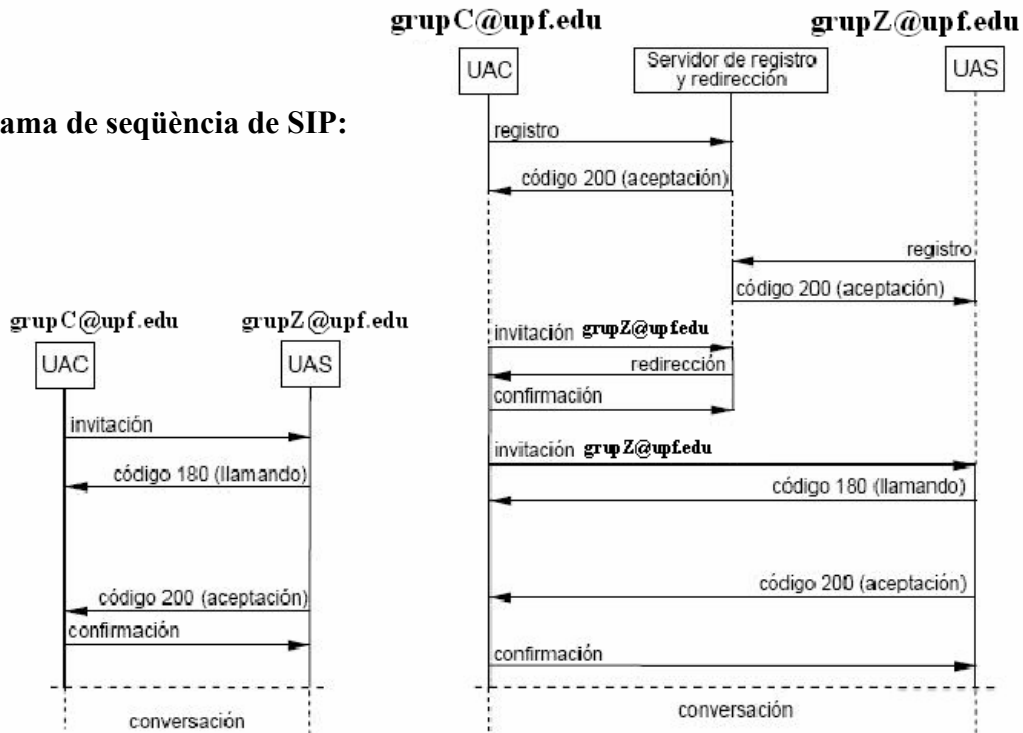 grupC@upf.edu
grupZ@upf.edu
UAC
Servidor de registro
y redirección
UAS
ama de seqüència de SIP:
registro
código 200 (aceptación)
registro
código 200 (aceptación)
invitación grupZ@upf.edu
redirección
confirmación
invitación grupZ@upf.edu
código 180 (llamando)
código 200 (aceptación)
confirmación
conversación
grupC@upf.edu
grupZ@upf.edu
UAC
UAS
invitación
código 180 (llamando)
código 200 (aceptación)
confirmación
conversación